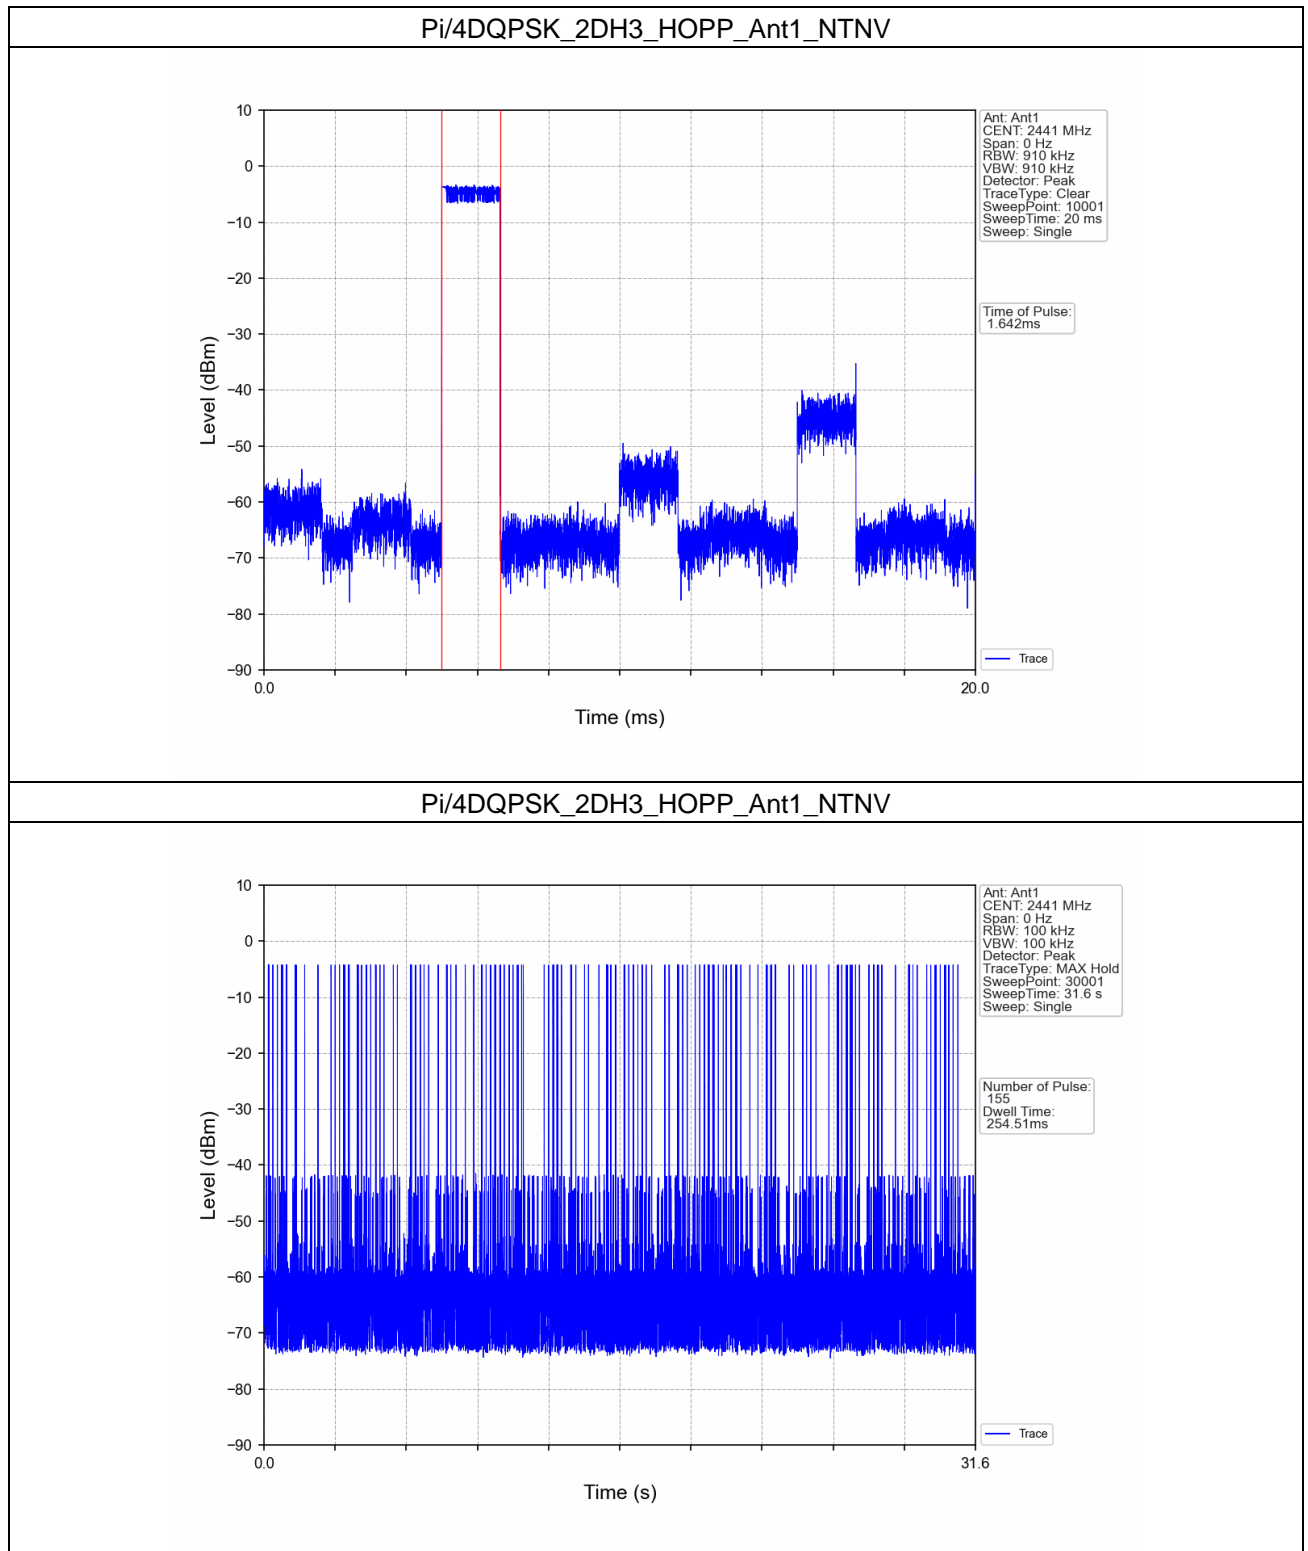 Pi/4DQPSK_2DH3_HOPP_Ant1_NTNV
10
0
−10
−20
−30
−40
−50
−60
−70
−80
−90
Level (dBm)
0.0
20.0
Time (ms)
Ant: Ant1
CENT: 2441 MHz
Span: 0 Hz
RBW: 910 kHz
VBW: 910 kHz
Detector: Peak
TraceType: Clear
SweepPoint: 10001
SweepTime: 20 ms
Sweep: Single
Time of Pulse:
1.642ms
Trace
Pi/4DQPSK_2DH3_HOPP_Ant1_NTNV
10
0
−10
−20
−30
−40
−50
−60
−70
−80
−90
Level (dBm)
0.0
31.6
Time (s)
Ant: Ant1
CENT: 2441 MHz
Span: 0 Hz
RBW: 100 kHz
VBW: 100 kHz
Detector: Peak
TraceType: MAX Hold
SweepPoint: 30001
SweepTime: 31.6 s
Sweep: Single
Number of Pulse:
155
Dwell Time:
254.51ms
Trace